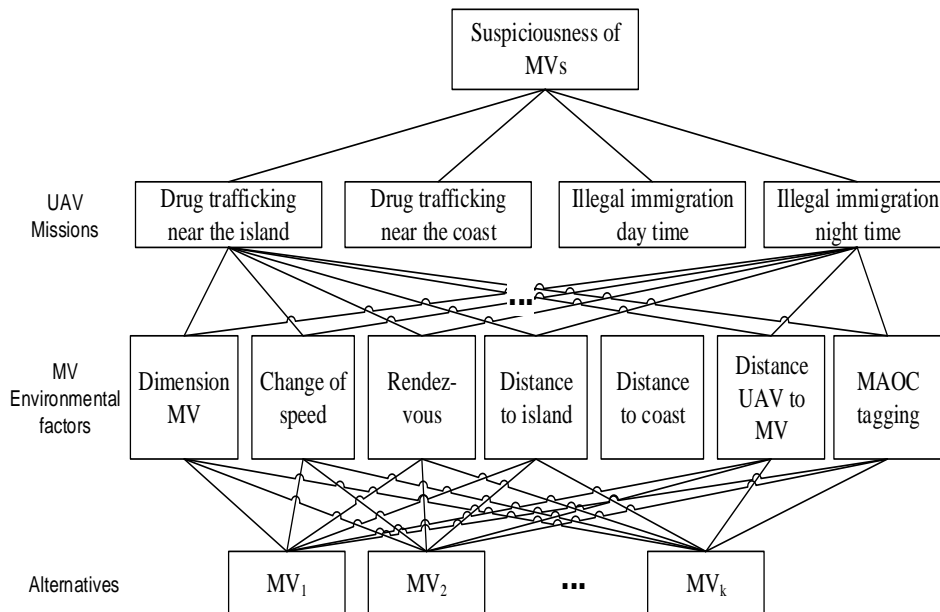 Suspiciousness of
MVs
UAV
Missions
Drug trafficking
near the island
Drug trafficking
near the coast
Illegal immigration
day time
Illegal immigration
night time
...
MV
Environmental
factors
Dimension
MV
Change of
speed
Rendez-
vous
Distance
to island
Distance
to coast
Distance
UAV to
MV
MAOC
tagging
Alternatives
MV1
MV2
...
MVk